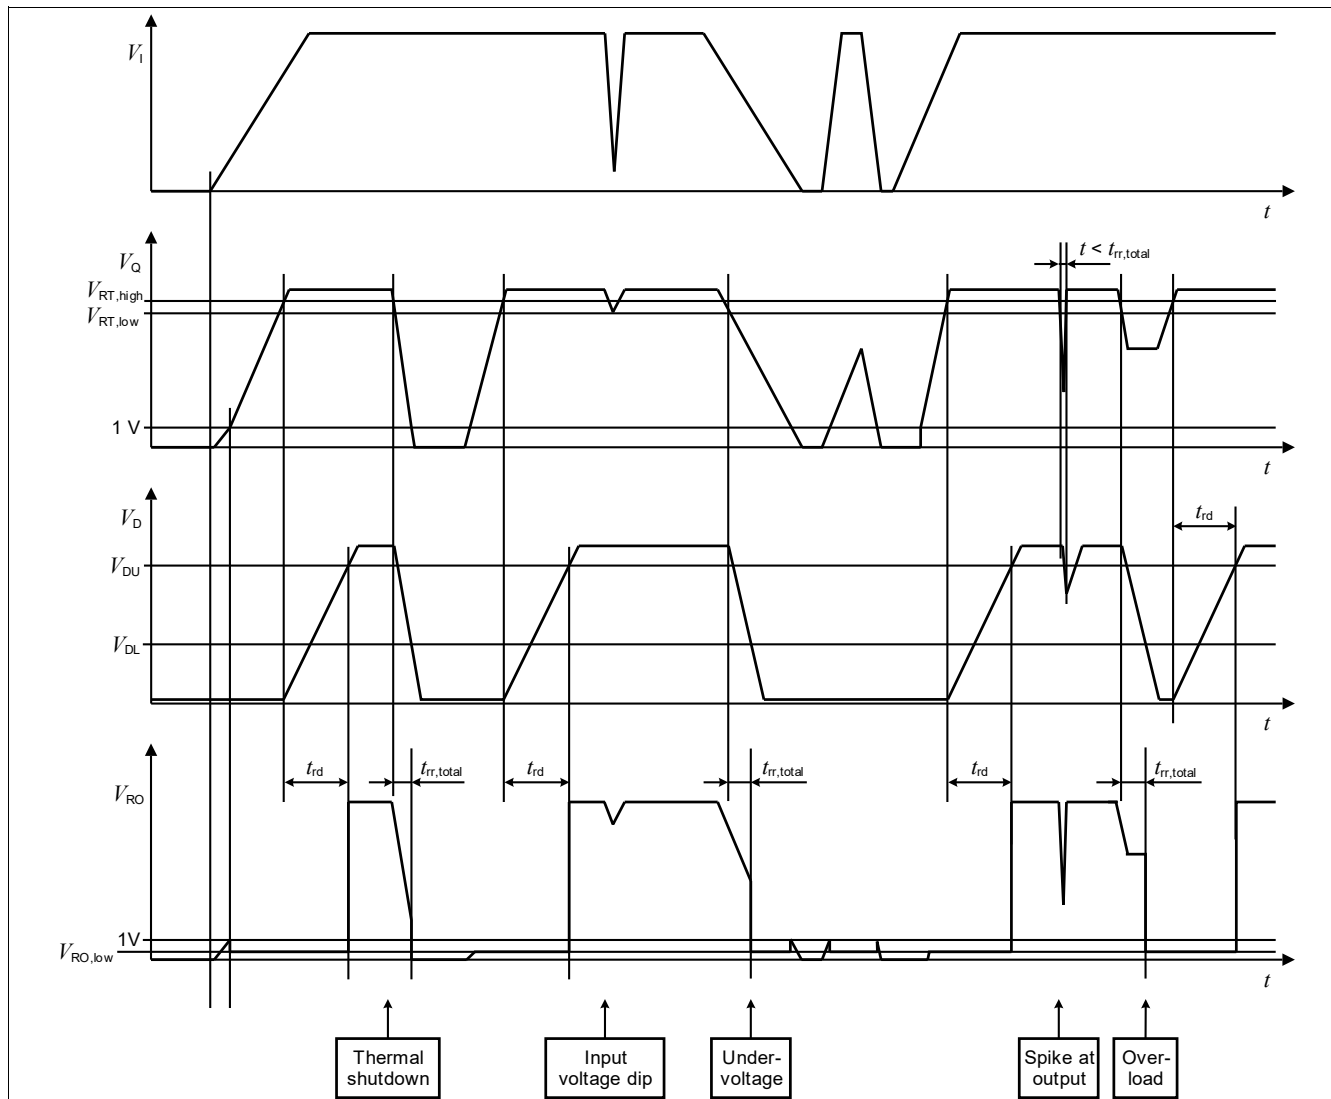 VI
t
VQ
t < trr,total
VRT,high
VRT,low
1 V
t
VD
trd
VDU
VDL
t
trd
trr,total
trd
trr,total
trd
trr,total
VRO
1V
VRO,low
t
Thermal
shutdown
Input
voltage dip
Under-
voltage
Spike at
output
Over-
load